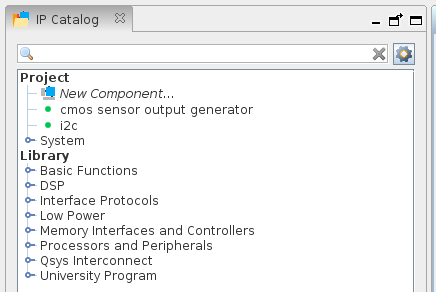 IP Catalog
Project
New Component...
cmos sensor output generator
i2c
System
Library
Basic Functions
DSP
Interface Protocols
Low Power
Memory Interfaces and Controllers
Processors and Peripherals
Qsys Interconnect
University Program